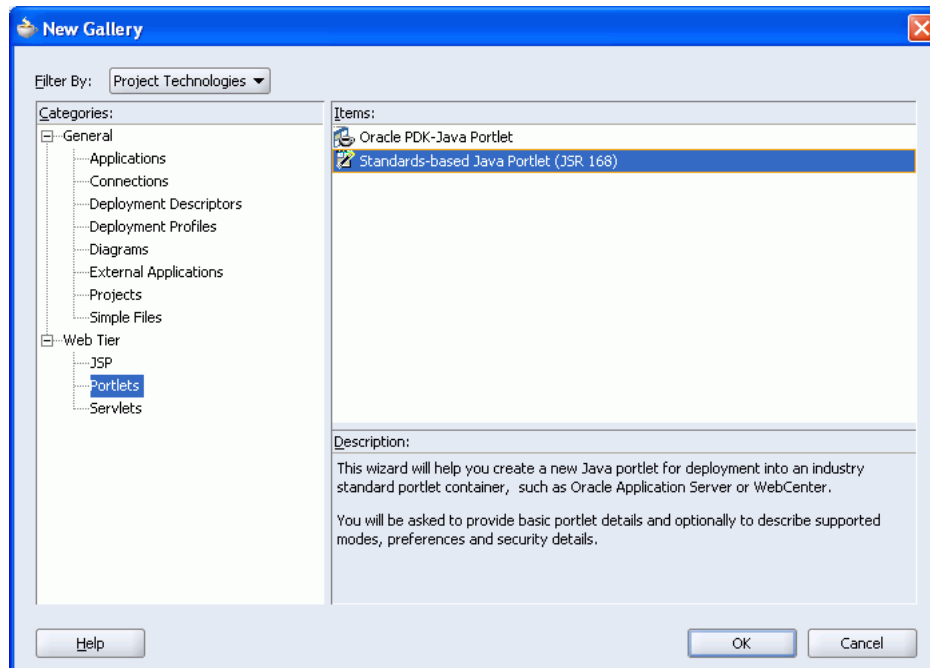 New Gallery
Filter By: Project Technologies
Categories:
General
Applications
Connections
Deployment Descriptors
Deployment Profiles
Diagrams
External Applications
Projects
Simple Files
Web Tier
JSP
Portlets
Servlets
Items:
Oracle PDK-Java Portlet
Standards-based Java Portlet (JSR 168)
Description:
This wizard will help you create a new Java portlet for deployment into an industry
standard portlet container, such as Oracle Application Server or WebCenter.
You will be asked to provide basic portlet details and optionally to describe supported
modes, preferences and security details.
Help OK Cancel